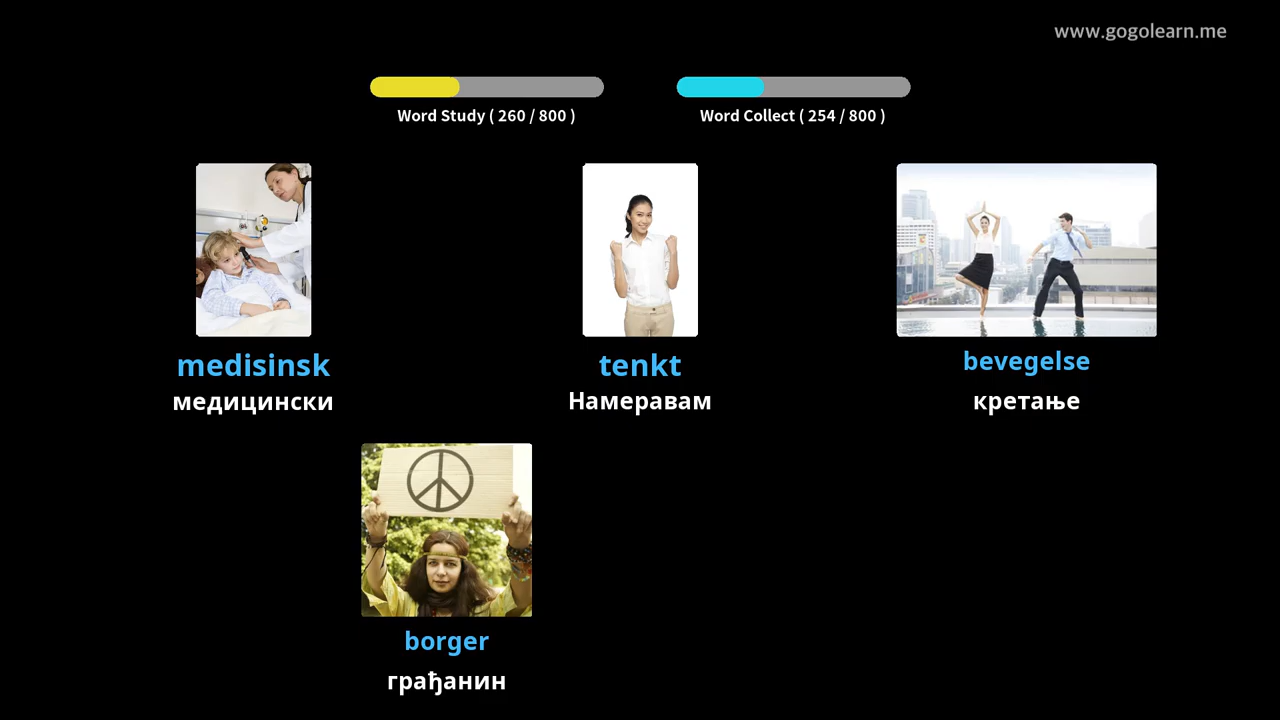 www.gogolearn.me
Word Study ( 260 / 800 )
Word Collect ( 254 / 800 )
medisinsk
медицински
tenkt
Намеравам
bevegelse
кретање
borger
грађанин